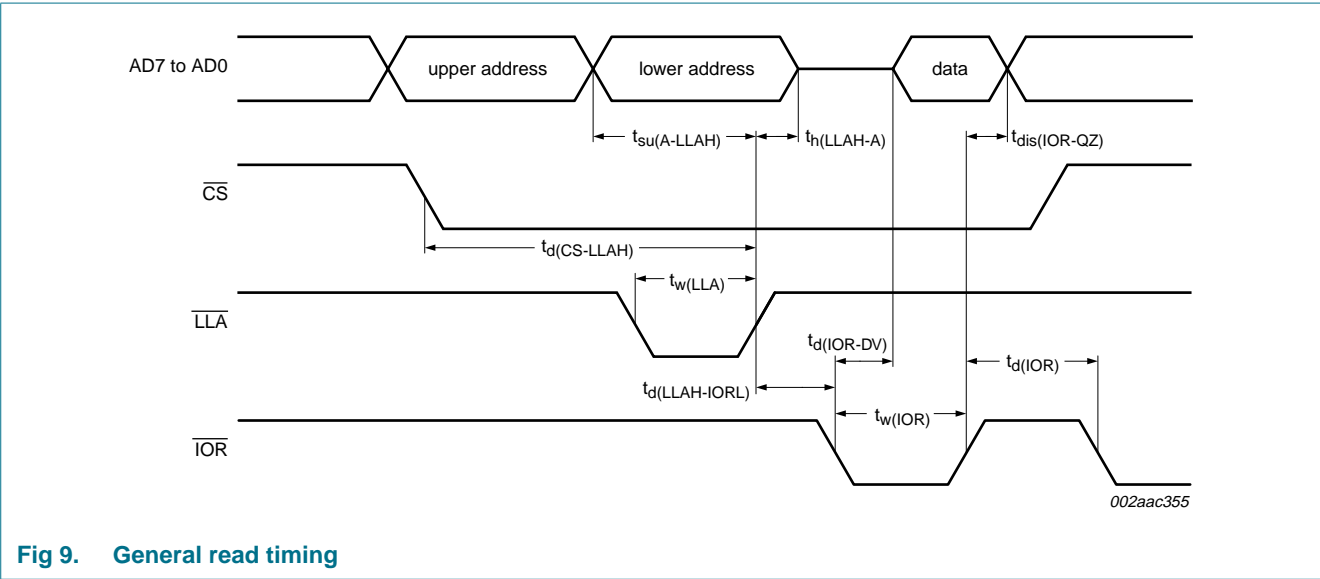 AD7 to AD0
upper address
lower address
data
tsu(A-LLAH)
th(LLAH-A)
tdis(IOR-QZ)
CS
td(CS-LLAH)
tw(LLA)
LLA
td(IOR-DV)
td(IOR)
td(LLAH-IORL)
tw(IOR)
IOR
002aac355
Fig 9. General read timing